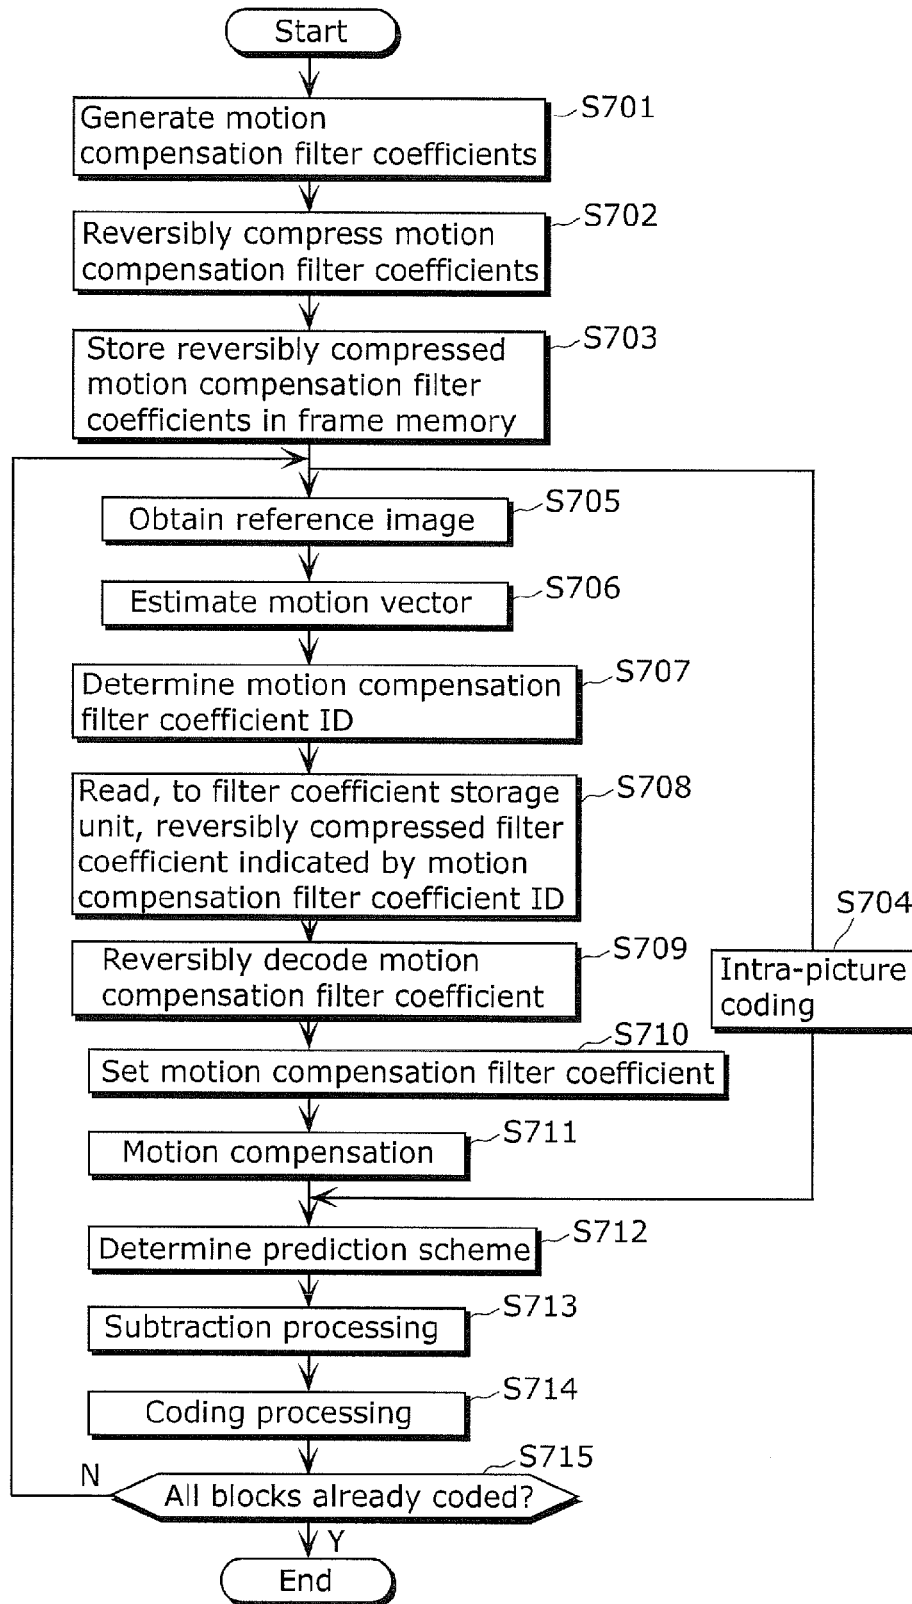 Start
S701
Generate motion
compensation filter coefficients
S702
Reversibly compress motion
compensation filter coefficients
S703
Store reversibly compressed
motion compensation filter
coefficients in frame memory
S705
Obtain reference image
S706
Estimate motion vector
S707
Determine motion compensation
filter coefficient ID
S708
Read, to filter coefficient storage
unit, reversibly compressed filter
coefficient indicated by motion
compensation filter coefficient ID
S704
Intra-picture
coding
S709
Reversibly decode motion
compensation filter coefficient
S710
Set motion compensation filter coefficient
S711
Motion compensation
S712
Determine prediction scheme
S713
Subtraction processing
S714
Coding processing
S715
N
All blocks already coded?
Y
End